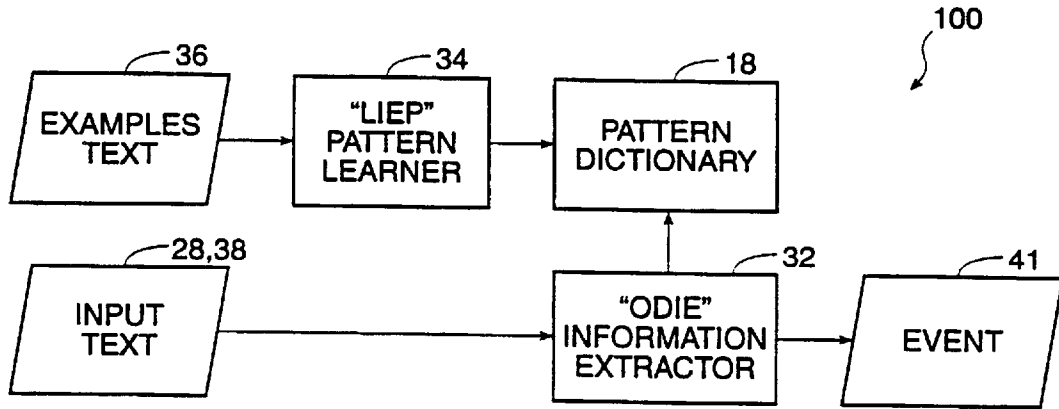 100
36
34
18
EXAMPLES
TEXT
“LIEP”
PATTERN
LEARNER
PATTERN
DICTIONARY
28,38
32
41
INPUT
TEXT
“ODIE”
INFORMATION
EXTRACTOR
EVENT